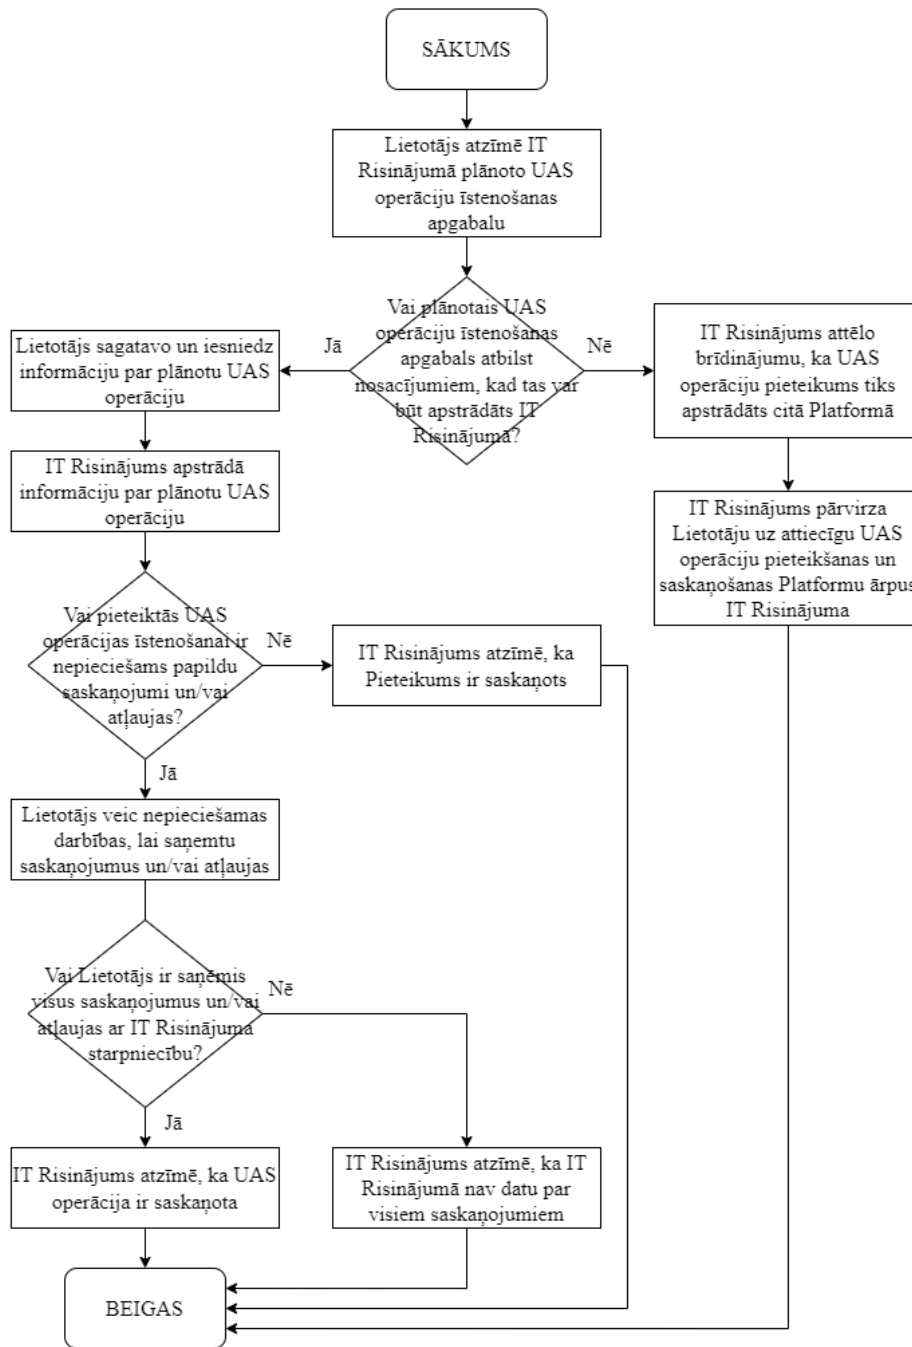 SĀKUMS
Lietotājs atzīmē IT
Risinājumā plānoto UAS
operāciju īstenošanas
apgabalu
Vai plānotais UAS
operāciju īstenošanas
apgabals atbilst
nosacījumiem, kad tas var
būt apstrādāts IT
Risinājumā?
Jā
Nē
Lietotājs sagatavo un iesniedz
informāciju par plānotu UAS
operāciju
IT Risinājums attēlo
brīdinājumu, ka UAS
operāciju pieteikums tiks
apstrādāts citā Platformā
IT Risinājums apstrādā
informāciju par plānotu UAS
operāciju
IT Risinājums pārvirza
Lietotāju uz attiecīgu UAS
operāciju pieteikšanas un
saskaņošanas Platformu ārpus
IT Risinājuma
Vai pieteiktās UAS
operācijas īstenošanai ir
nepieciešams papildu
saskaņojumi un/vai
atļaujas?
Nē
IT Risinājums atzīmē, ka
Pieteikums ir saskaņots
Jā
Lietotājs veic nepieciešamas
darbības, lai saņemtu
saskaņojumus un/vai atļaujas
Vai Lietotājs ir saņēmis
visus saskaņojumus un/vai
atļaujas ar IT Risinājuma
starpniecību?
Nē
Jā
IT Risinājums atzīmē, ka UAS
operācija ir saskaņota
IT Risinājums atzīmē, ka IT
Risinājumā nav datu par
visiem saskaņojumiem
BEIGAS